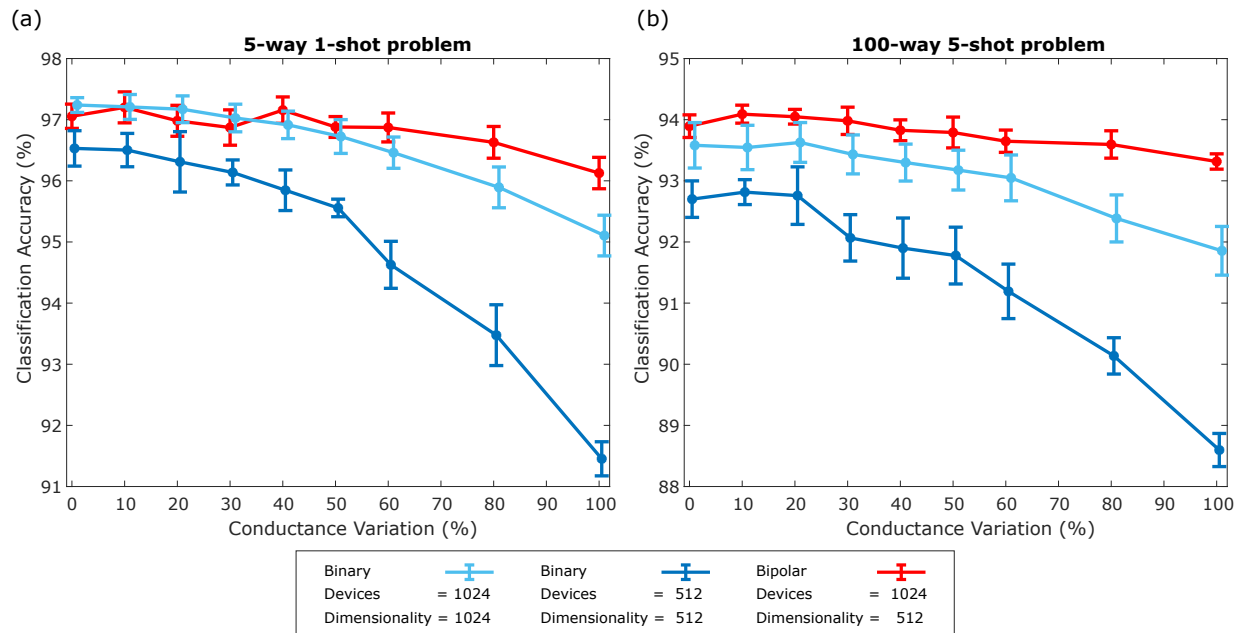 (a)
5-way 1-shot problem
98
97
96
95
94
93
92
91
Classification Accuracy (%)
0 10 20 30 40 50 60 70 80 90 100
Conductance Variation (%)
(b)
100-way 5-shot problem
95
94
93
92
91
90
89
88
Classification Accuracy (%)
0 10 20 30 40 50 60 70 80 90 100
Conductance Variation (%)
Binary
Devices = 1024
Dimensionality = 1024
Binary
Devices = 512
Dimensionality = 512
Bipolar
Devices = 1024
Dimensionality = 512